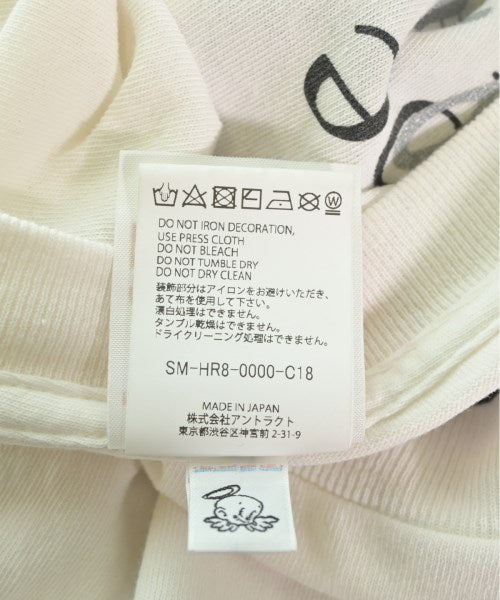 DO NOT IRON DECORATION,
USE PRESS CLOTH
DO NOT BLEACH
DO NOT TUMBLE DRY
DO NOT DRY CLEAN
装飾部分はアイロンをお避けいただき、
あて布を使用して下さい。
漂白処理はできません。
タンブル乾燥はできません。
ドライクリーニング処理はできません。
SM-HR8-0000-C18
MADE IN JAPAN
株式会社アントラクト
東京都渋谷区神宮前2-31-9